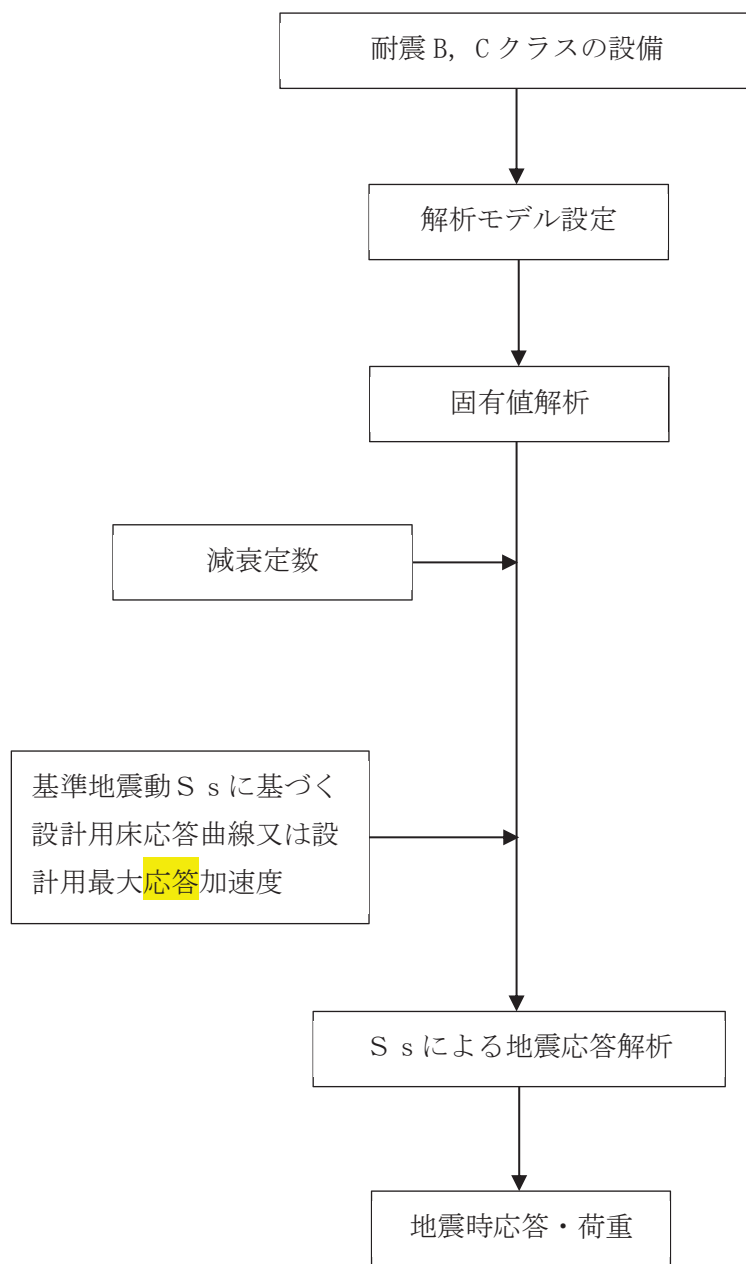 耐震 B, C クラスの設備
解析モデル設定
固有値解析
減衰定数
基準地震動Ｓｓに基づく
設計用床応答曲線又は設
計用最大応答加速度
Ｓｓによる地震応答解析
地震時応答・荷重